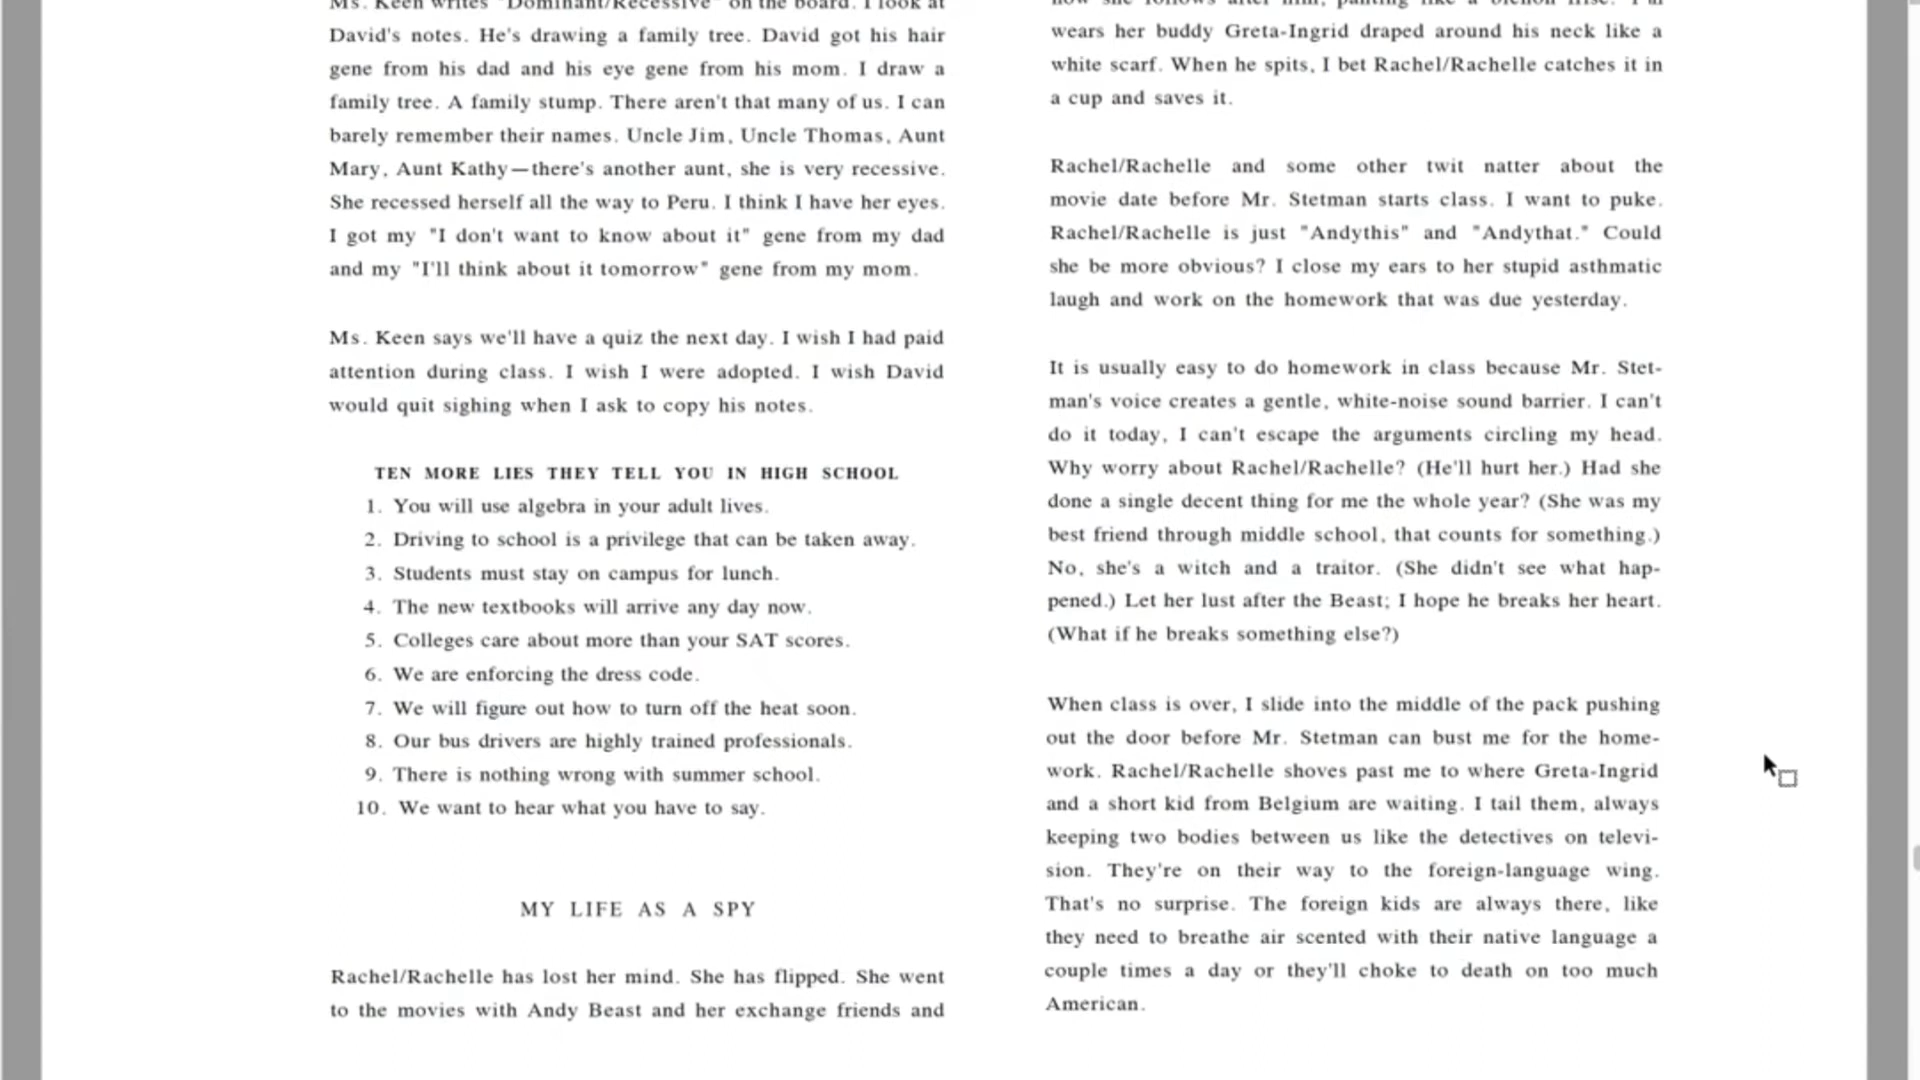 Ms. Keen writes "Dominant/Recessive" on the board. I look at
David's notes. He's drawing a family tree. David got his hair
gene from his dad and his eye gene from his mom. I draw a
family tree. A family stump. There aren't that many of us. I can
barely remember their names. Uncle Jim, Uncle Thomas, Aunt
Mary, Aunt Kathy—there's another aunt, she is very recessive.
She recessed herself all the way to Peru. I think I have her eyes.
I got my "I don't want to know about it" gene from my dad
and my "I'll think about it tomorrow" gene from my mom.
Ms. Keen says we'll have a quiz the next day. I wish I had paid
attention during class. I wish I were adopted. I wish David
would quit sighing when I ask to copy his notes.
TEN MORE LIES THEY TELL YOU IN HIGH SCHOOL
1. You will use algebra in your adult lives.
2. Driving to school is a privilege that can be taken away.
3. Students must stay on campus for lunch.
4. The new textbooks will arrive any day now.
5. Colleges care about more than your SAT scores.
6. We are enforcing the dress code.
7. We will figure out how to turn off the heat soon.
8. Our bus drivers are highly trained professionals.
9. There is nothing wrong with summer school.
10. We want to hear what you have to say.
MY LIFE AS A SPY
Rachel/Rachelle has lost her mind. She has flipped. She went
to the movies with Andy Beast and her exchange friends and
now she follows after him, panting like a bichon frise.
wears her buddy Greta-Ingrid draped around his neck like a
white scarf. When he spits, I bet Rachel/Rachelle catches it in
a cup and saves it.
Rachel/Rachelle and some other twit natter about the
movie date before Mr. Stetman starts class. I want to puke.
Rachel/Rachelle is just "Andythis" and "Andythat." Could
she be more obvious? I close my ears to her stupid asthmatic
laugh and work on the homework that was due yesterday.
It is usually easy to do homework in class because Mr. Stet-
man's voice creates a gentle, white-noise sound barrier. I can't
do it today, I can't escape the arguments circling my head.
Why worry about Rachel/Rachelle? (He'll hurt her.) Had she
done a single decent thing for me the whole year? (She was my
best friend through middle school, that counts for something.)
No, she's a witch and a traitor. (She didn't see what hap-
pened.) Let her lust after the Beast; I hope he breaks her heart.
(What if he breaks something else?)
When class is over, I slide into the middle of the pack pushing
out the door before Mr. Stetman can bust me for the home-
work. Rachel/Rachelle shoves past me to where Greta-Ingrid
and a short kid from Belgium are waiting. I tail them, always
keeping two bodies between us like the detectives on televi-
sion. They're on their way to the foreign-language wing.
That's no surprise. The foreign kids are always there, like
they need to breathe air scented with their native language a
couple times a day or they'll choke to death on too much
American.